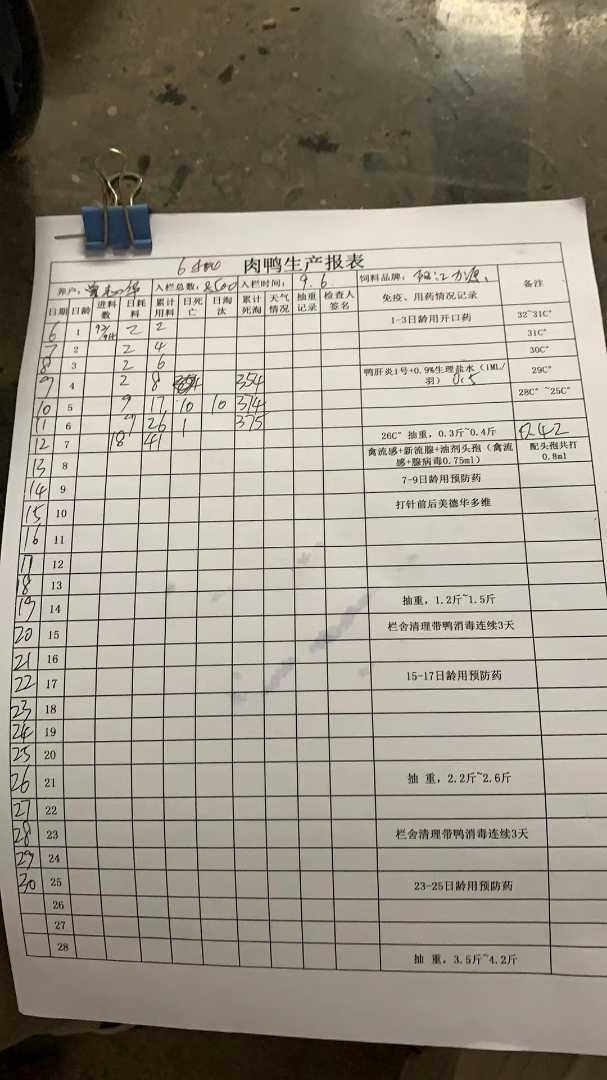 肉鸭生产报表
养户: 入栏总数: 入栏时间: 9.6. 饲料品牌: 备注
日期 日龄 进料数 日耗料 累计用料 日死亡 日淘汰 累计死淘 天气情况 抽重记录 检查人签名 免疫、用药情况记录
6 1 2 2 1-3日龄用开口药 32~31C°
7 2 2 4 31C°
8 3 2 6 30C°
9 4 2 8 354 鸭肝炎1号+0.9%生理盐水(1ML/羽) 0.5 29C°
10 5 9 17 10 10 374 28C° ~25C°
11 6 9 26 1 375
12 7 18 41 26C° 抽重,0.3斤~0.4斤 0.42
13 8 禽流感+新流腺+油剂头孢(禽流感+腺病毒0.75ml) 配头孢共打0.8ml
14 9 7-9日龄用预防药
15 10 打针前后美德华多维
16 11
17 12
18 13
19 14 抽重,1.2斤~1.5斤
20 15 栏舍清理带鸭消毒连续3天
21 16
22 17 15-17日龄用预防药
23 18
24 19
25 20
26 21 抽 重,2.2斤~2.6斤
27 22
28 23 栏舍清理带鸭消毒连续3天
29 24
30 25 23-25日龄用预防药
26
27
28 抽 重,3.5斤~4.2斤